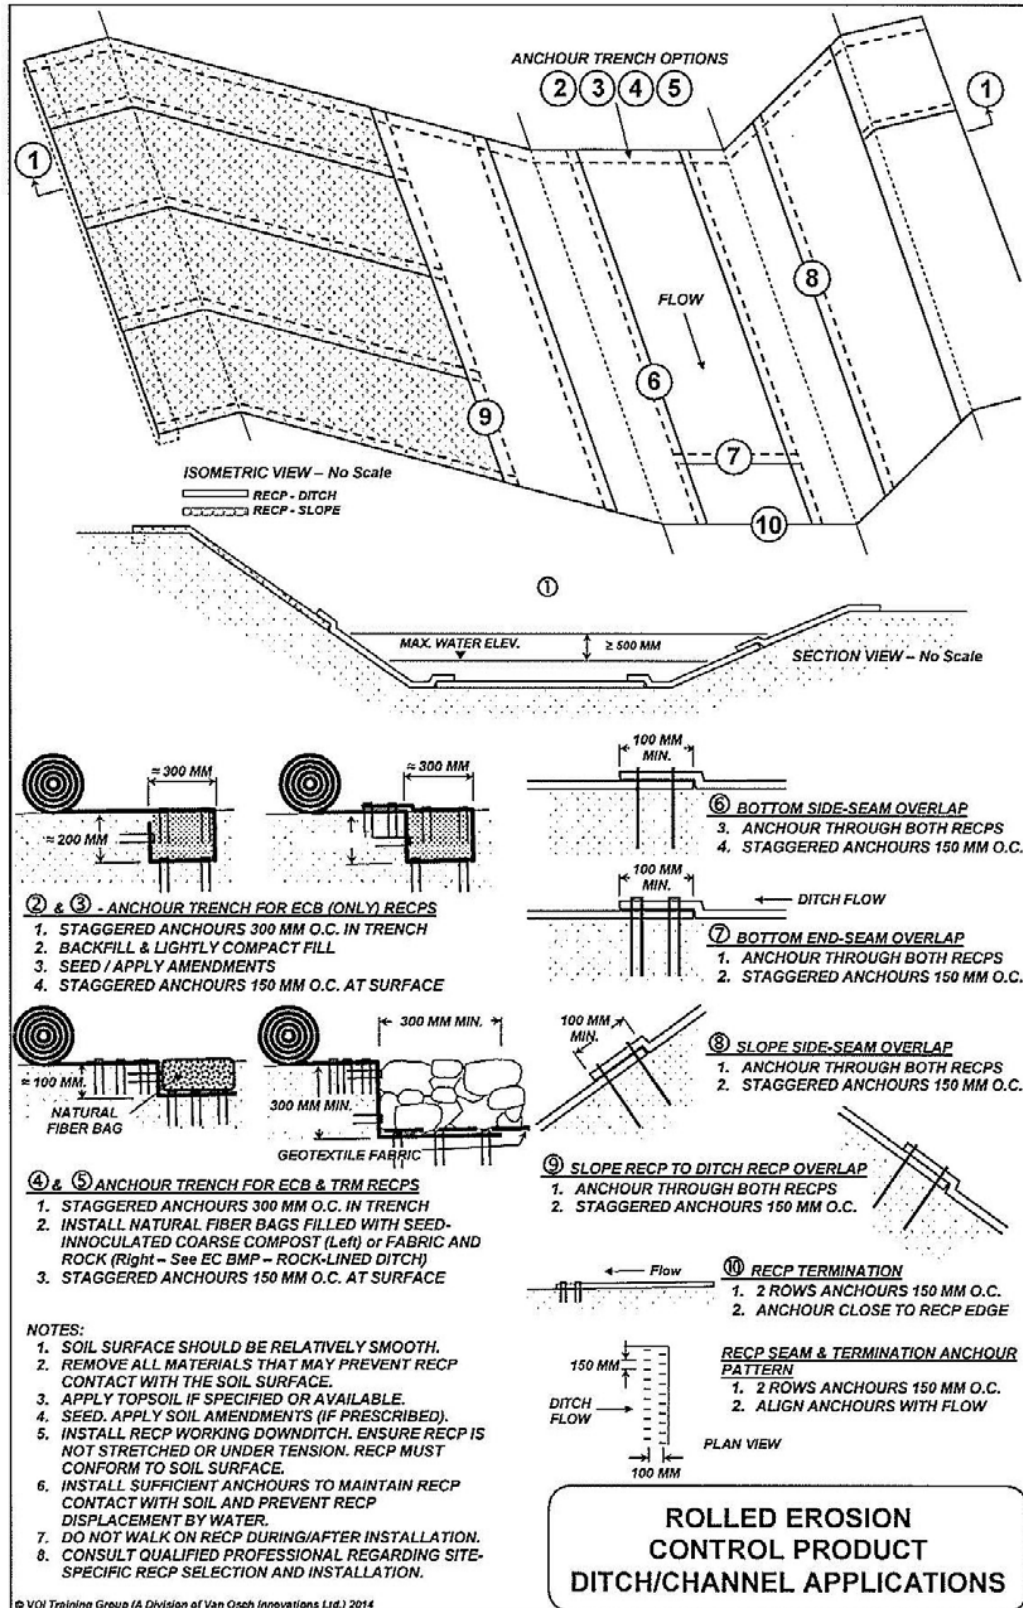 ANCHOUR TRENCH OPTIONS
2 3 4 5
1
1
8
FLOW
6
9
7
10
ISOMETRIC VIEW – No Scale
RECP - DITCH
RECP - SLOPE
①
MAX. WATER ELEV.
≥ 500 MM
SECTION VIEW – No Scale
≈ 300 MM
≈ 200 MM
≈ 300 MM
② & ③ - ANCHOUR TRENCH FOR ECB (ONLY) RECPS
1. STAGGERED ANCHOURS 300 MM O.C. IN TRENCH
2. BACKFILL & LIGHTLY COMPACT FILL
3. SEED / APPLY AMENDMENTS
4. STAGGERED ANCHOURS 150 MM O.C. AT SURFACE
≈ 100 MM
NATURAL
FIBER BAG
300 MM MIN.
300 MM MIN.
GEOTEXTILE FABRIC
④ & ⑤ ANCHOUR TRENCH FOR ECB & TRM RECPS
1. STAGGERED ANCHOURS 300 MM O.C. IN TRENCH
2. INSTALL NATURAL FIBER BAGS FILLED WITH SEED-
INNOCULATED COARSE COMPOST (Left) or FABRIC AND
ROCK (Right – See EC BMP – ROCK-LINED DITCH)
3. STAGGERED ANCHOURS 150 MM O.C. AT SURFACE
NOTES:
1. SOIL SURFACE SHOULD BE RELATIVELY SMOOTH.
2. REMOVE ALL MATERIALS THAT MAY PREVENT RECP
CONTACT WITH THE SOIL SURFACE.
3. APPLY TOPSOIL IF SPECIFIED OR AVAILABLE.
4. SEED. APPLY SOIL AMENDMENTS (IF PRESCRIBED).
5. INSTALL RECP WORKING DOWNDITCH. ENSURE RECP IS
NOT STRETCHED OR UNDER TENSION. RECP MUST
CONFORM TO SOIL SURFACE.
6. INSTALL SUFFICIENT ANCHOURS TO MAINTAIN RECP
CONTACT WITH SOIL AND PREVENT RECP
DISPLACEMENT BY WATER.
7. DO NOT WALK ON RECP DURING/AFTER INSTALLATION.
8. CONSULT QUALIFIED PROFESSIONAL REGARDING SITE-
SPECIFIC RECP SELECTION AND INSTALLATION.
© VOI Training Group (A Division of Van Osch Innovations Ltd.) 2014
100 MM
MIN.
⑥ BOTTOM SIDE-SEAM OVERLAP
3. ANCHOUR THROUGH BOTH RECPS
4. STAGGERED ANCHOURS 150 MM O.C.
100 MM
MIN.
DITCH FLOW
⑦ BOTTOM END-SEAM OVERLAP
1. ANCHOUR THROUGH BOTH RECPS
2. STAGGERED ANCHOURS 150 MM O.C.
100 MM
MIN.
⑧ SLOPE SIDE-SEAM OVERLAP
1. ANCHOUR THROUGH BOTH RECPS
2. STAGGERED ANCHOURS 150 MM O.C.
⑨ SLOPE RECP TO DITCH RECP OVERLAP
1. ANCHOUR THROUGH BOTH RECPS
2. STAGGERED ANCHOURS 150 MM O.C.
Flow
⑩ RECP TERMINATION
1. 2 ROWS ANCHOURS 150 MM O.C.
2. ANCHOUR CLOSE TO RECP EDGE
150 MM
DITCH
FLOW
100 MM
PLAN VIEW
RECP SEAM & TERMINATION ANCHOUR
PATTERN
1. 2 ROWS ANCHOURS 150 MM O.C.
2. ALIGN ANCHOURS WITH FLOW
ROLLED EROSION
CONTROL PRODUCT
DITCH/CHANNEL APPLICATIONS